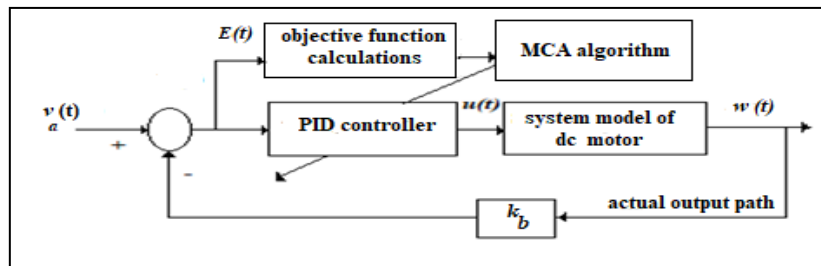 E(t)
objective function
calculations
MCA algorithm
v (t)
a
+
-
PID controller
u(t)
system model of
dc motor
w (t)
k
b
actual output path